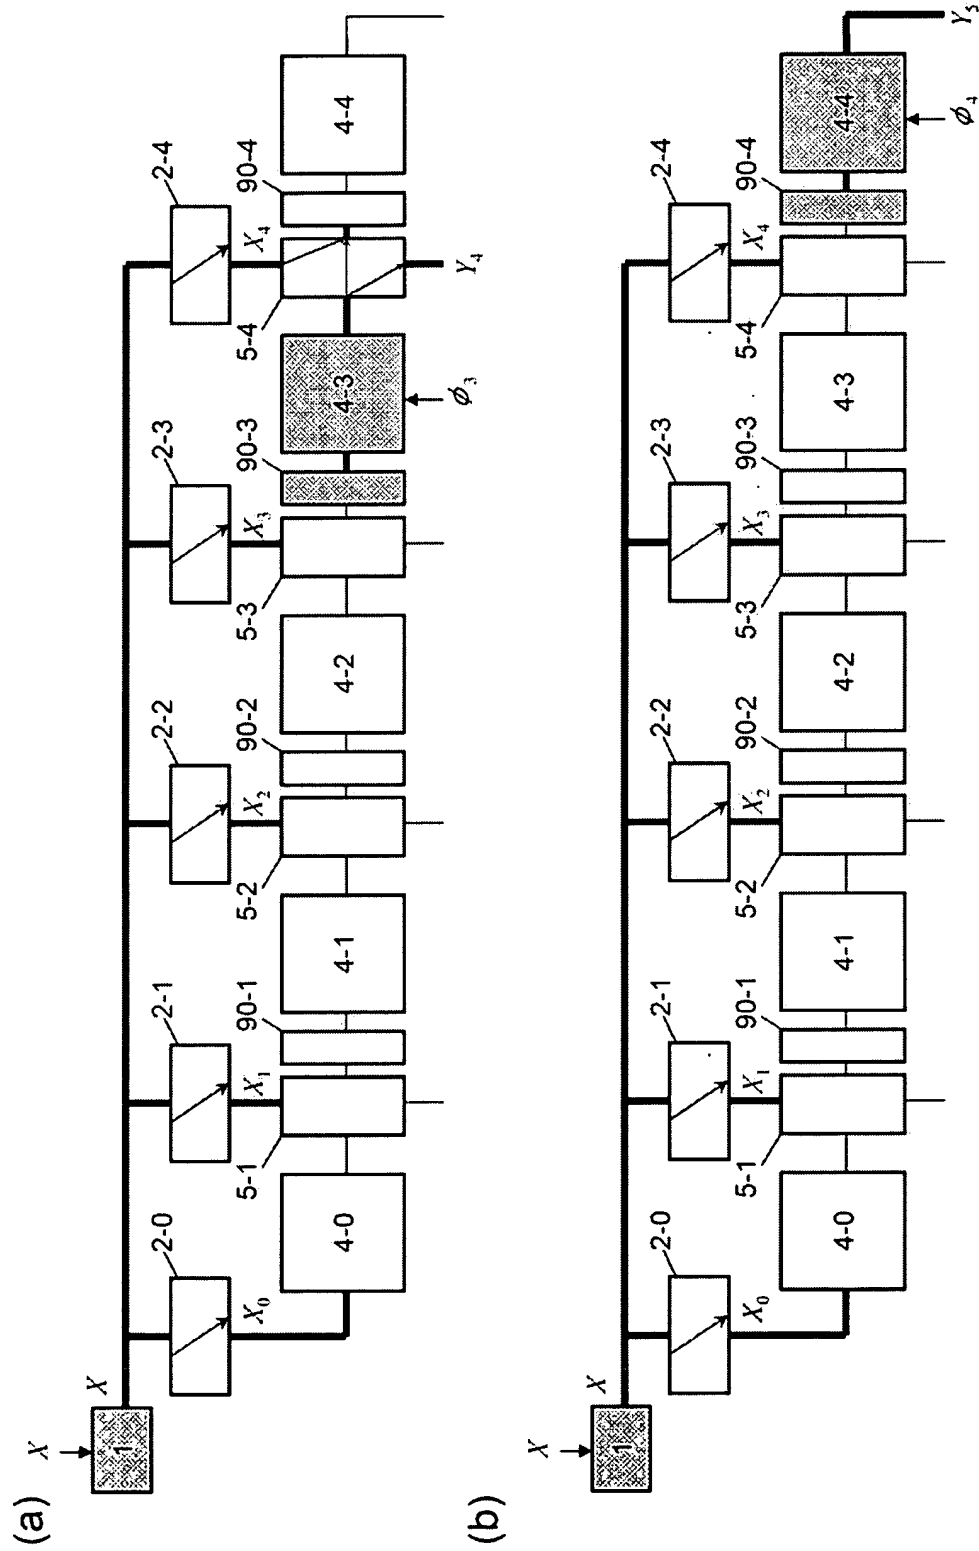 (a)
X
1
X
2-0
2-1
2-2
2-3
2-4
X₀
X₁
X₂
X₃
X₄
90-1
90-2
90-3
90-4
5-1
5-2
5-3
5-4
4-0
4-1
4-2
4-3
4-4
ϕ₃
Y₄
(b)
X
1
X
2-0
2-1
2-2
2-3
2-4
X₀
X₁
X₂
X₃
X₄
90-1
90-2
90-3
90-4
5-1
5-2
5-3
5-4
4-0
4-1
4-2
4-3
4-4
ϕ₄
Y₅